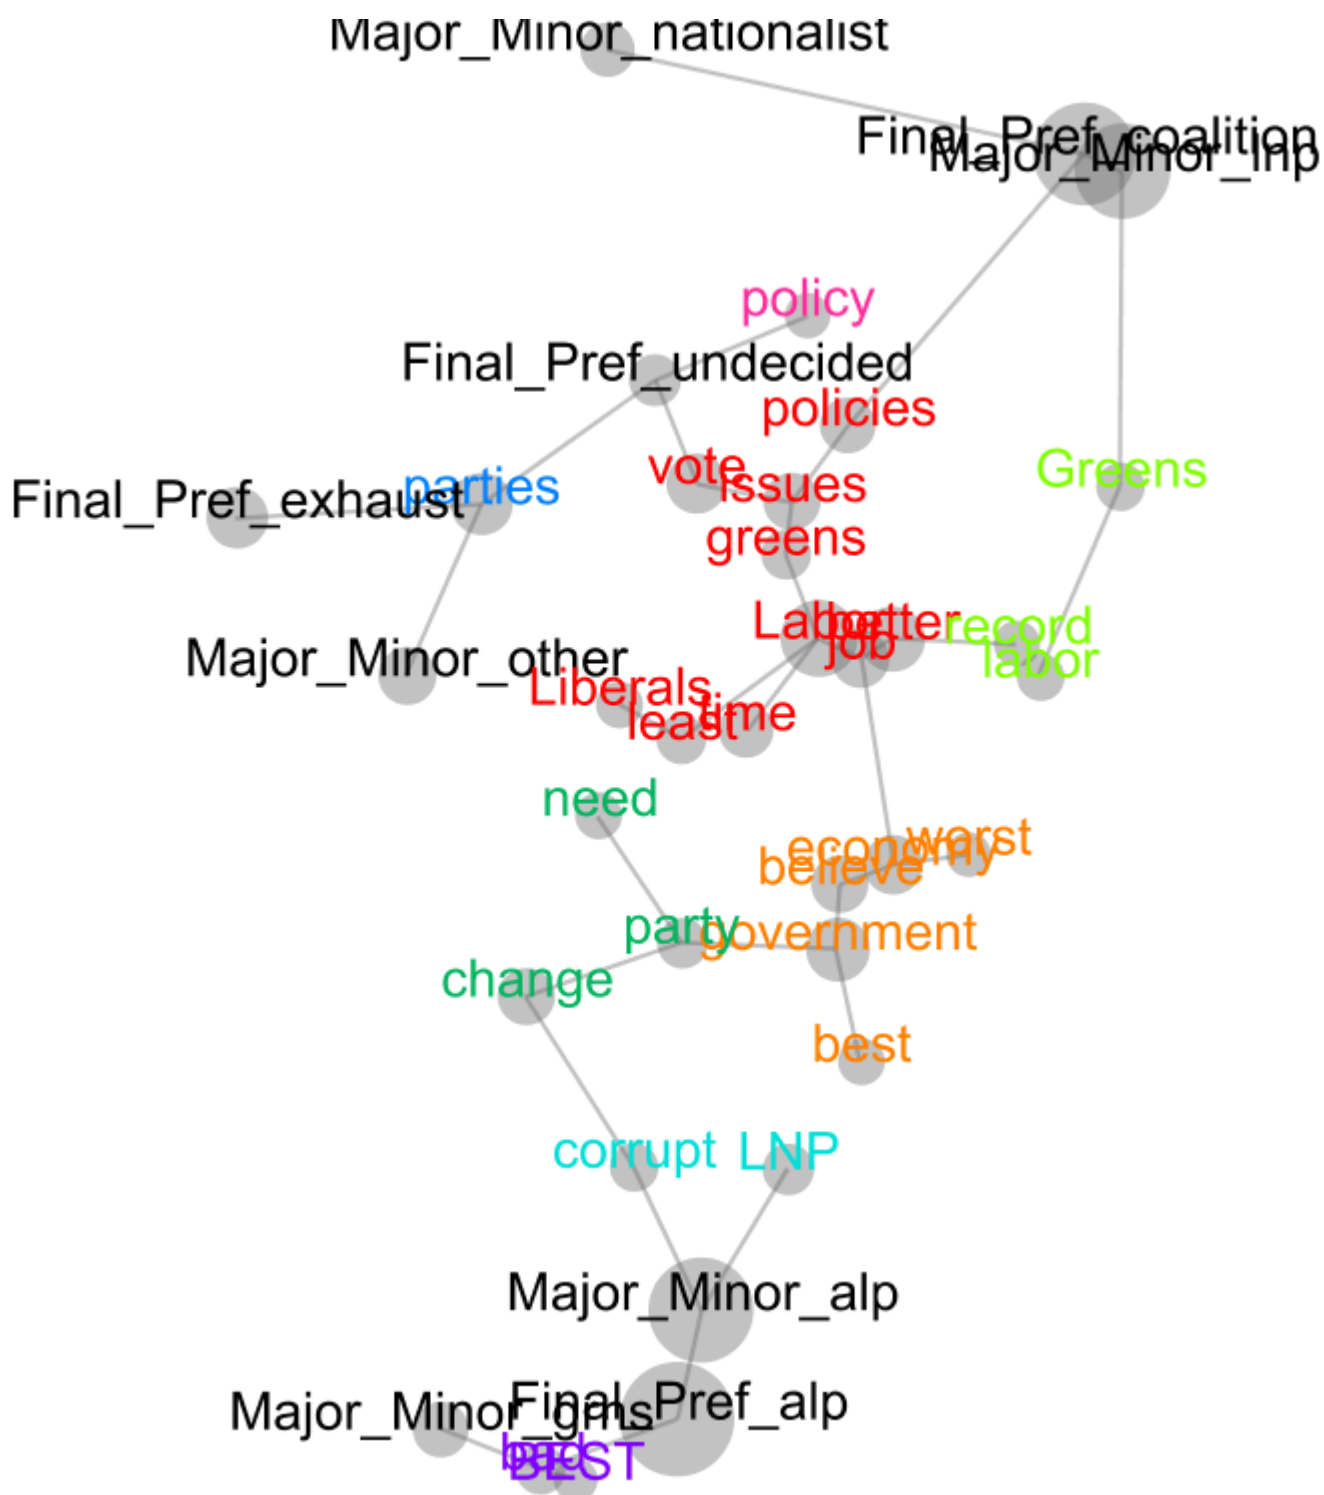 Major_Minor_nationalist
Final_Pref_coalition
Major_Minor_lnp
policy
Final_Pref_undecided
policies
vote
issues
Greens
Final_Pref_exhaust
parties
greens
Labor
better
job
record
labor
Major_Minor_other
Liberals
least
time
need
economy
worst
believe
party
government
change
best
corrupt
LNP
Major_Minor_alp
Final_Pref_alp
Major_Minor_grns
bad
BEST